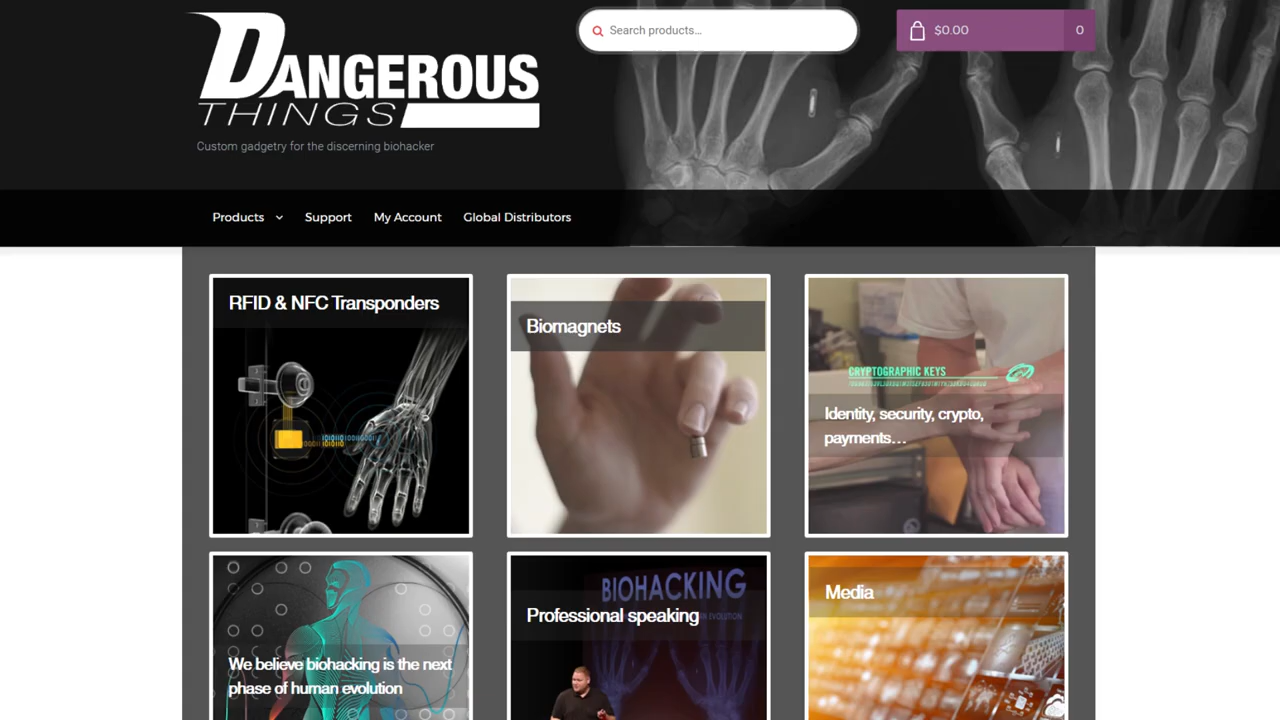 DANGEROUS
THINGS
Custom gadgetry for the discerning biohacker
Search products…
$0.00
0
Products
Support
My Account
Global Distributors
RFID & NFC Transponders
Biomagnets
CRYPTOGRAPHIC KEYS
Identity, security, crypto,
payments…
We believe biohacking is the next
phase of human evolution
BIOHACKING
EVOLUTION
Professional speaking
Media